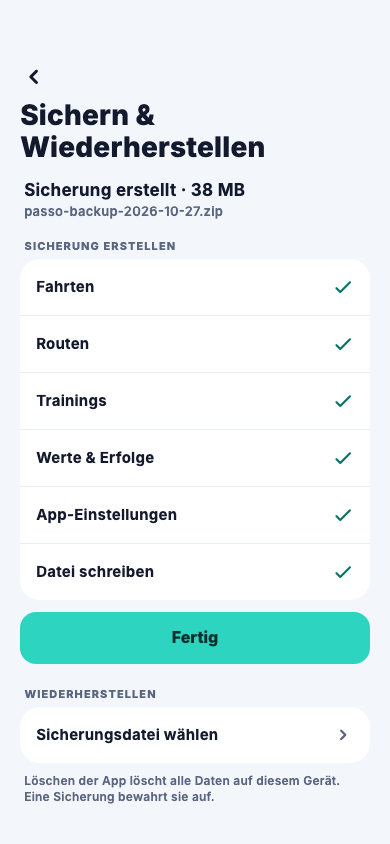 Sichern &
Wiederherstellen
Sicherung erstellt · 38 MB
passo-backup-2026-10-27.zip
SICHERUNG ERSTELLEN
Fahrten
Routen
Trainings
Werte & Erfolge
App-Einstellungen
Datei schreiben
Fertig
WIEDERHERSTELLEN
Sicherungsdatei wählen
Löschen der App löscht alle Daten auf diesem Gerät.
Eine Sicherung bewahrt sie auf.